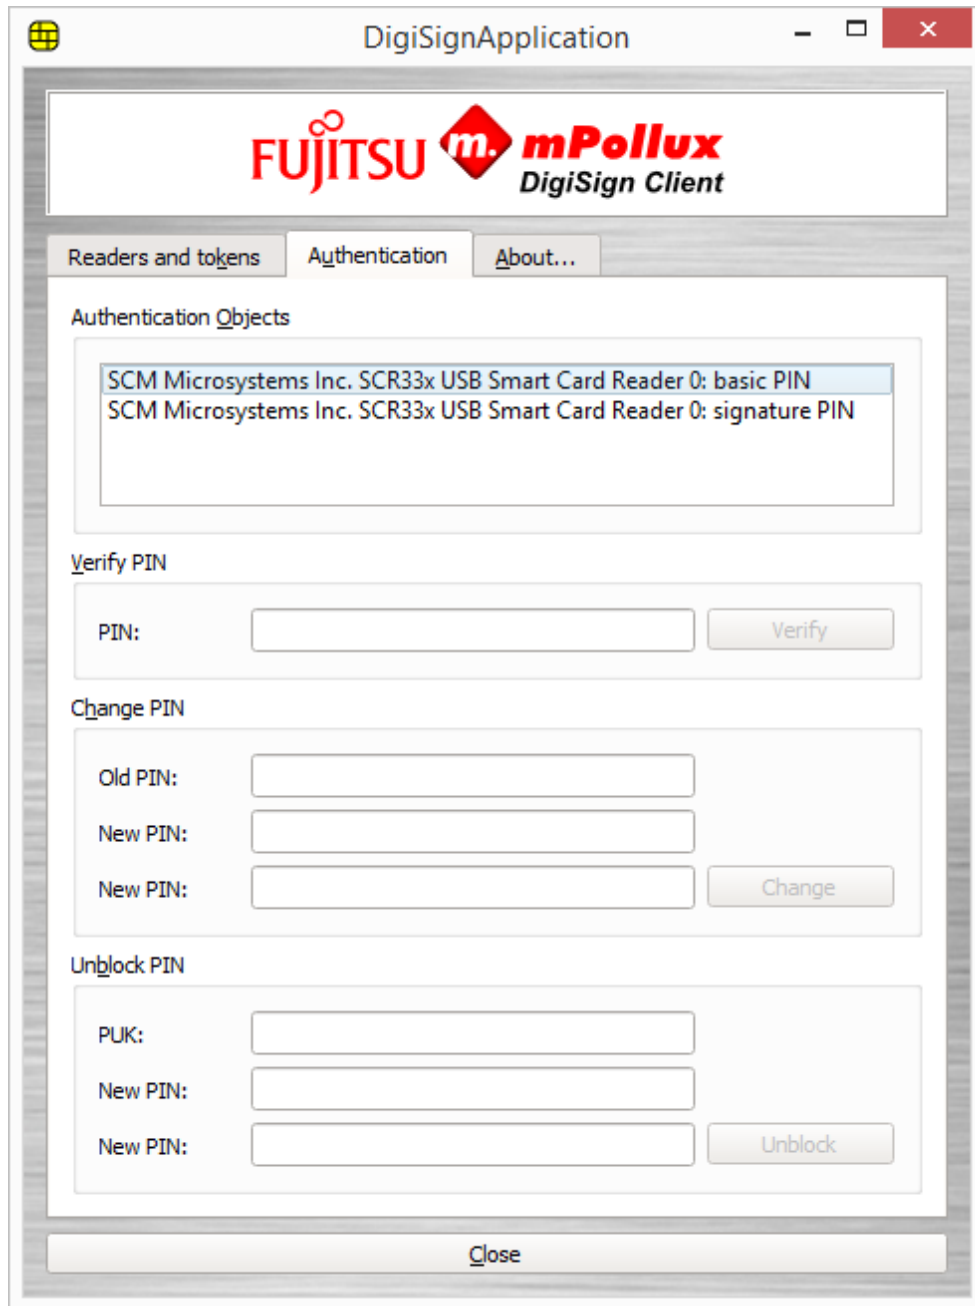 DigiSignApplication
FUJITSU m. mPollux
DigiSign Client
Readers and tokens Authentication About...
Authentication Objects
SCM Microsystems Inc. SCR33x USB Smart Card Reader 0: basic PIN
SCM Microsystems Inc. SCR33x USB Smart Card Reader 0: signature PIN
Verify PIN
PIN: Verify
Change PIN
Old PIN:
New PIN:
New PIN: Change
Unblock PIN
PUK:
New PIN:
New PIN: Unblock
Close